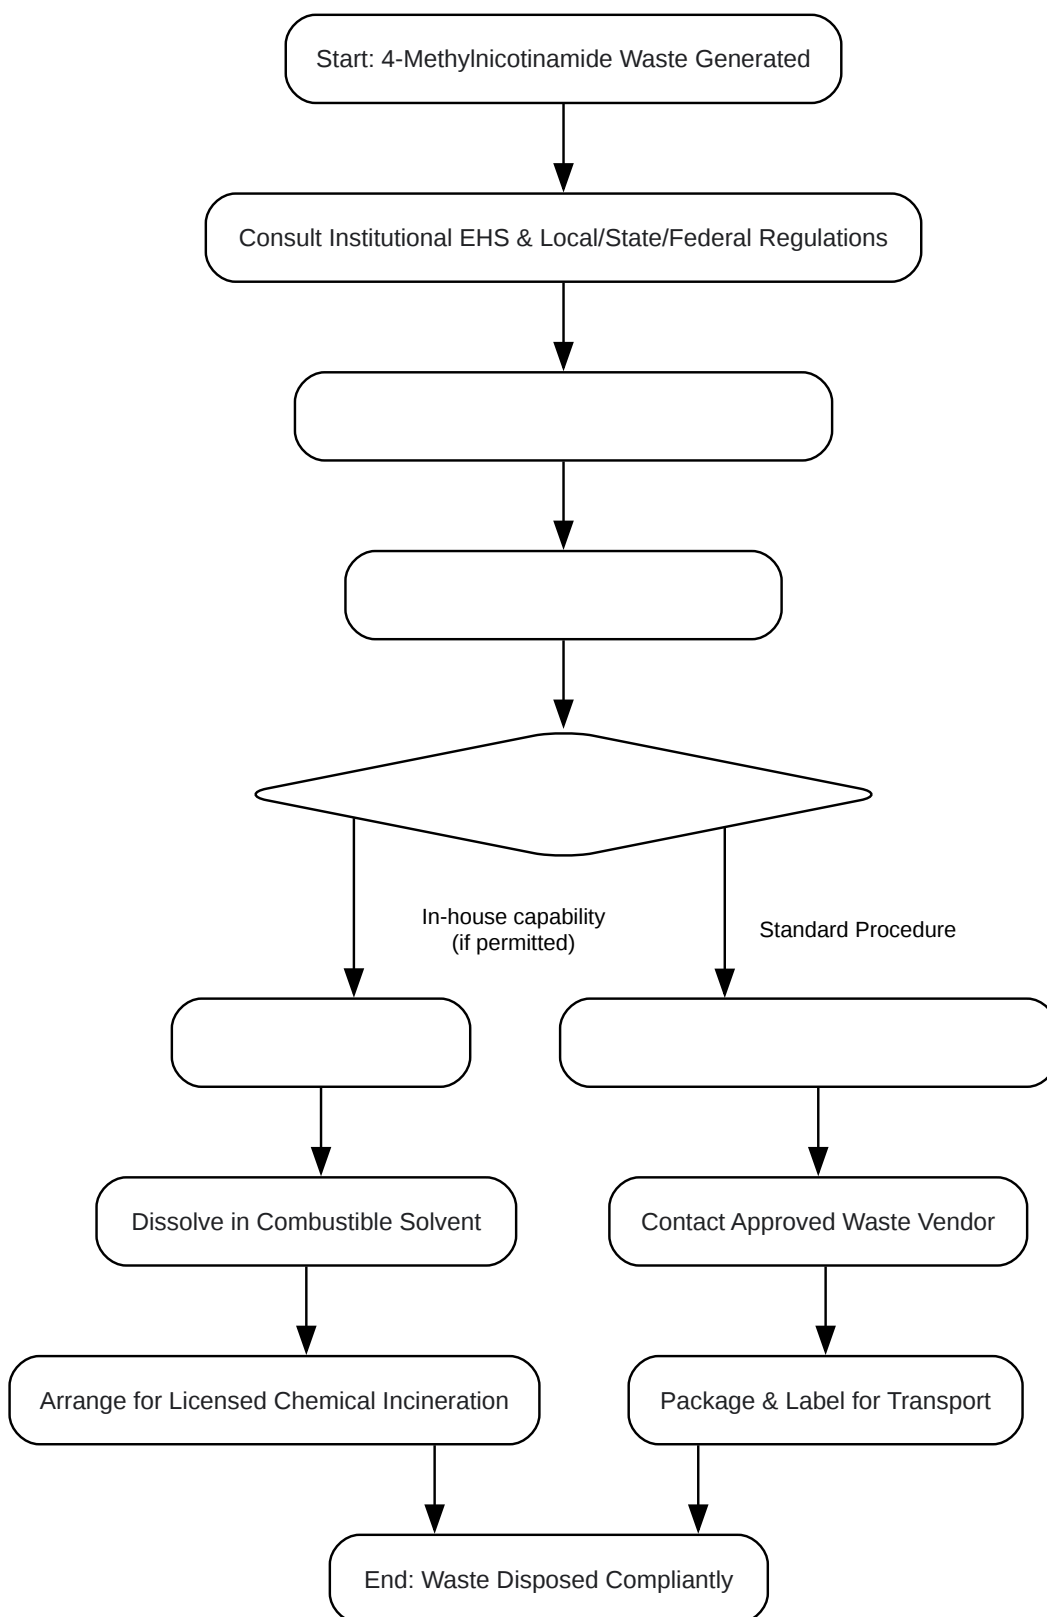 Start: 4-Methylnicotinamide Waste Generated
Consult Institutional EHS & Local/State/Federal Regulations
In-house capability
(if permitted)
Standard Procedure
Dissolve in Combustible Solvent
Contact Approved Waste Vendor
Arrange for Licensed Chemical Incineration
Package & Label for Transport
End: Waste Disposed Compliantly